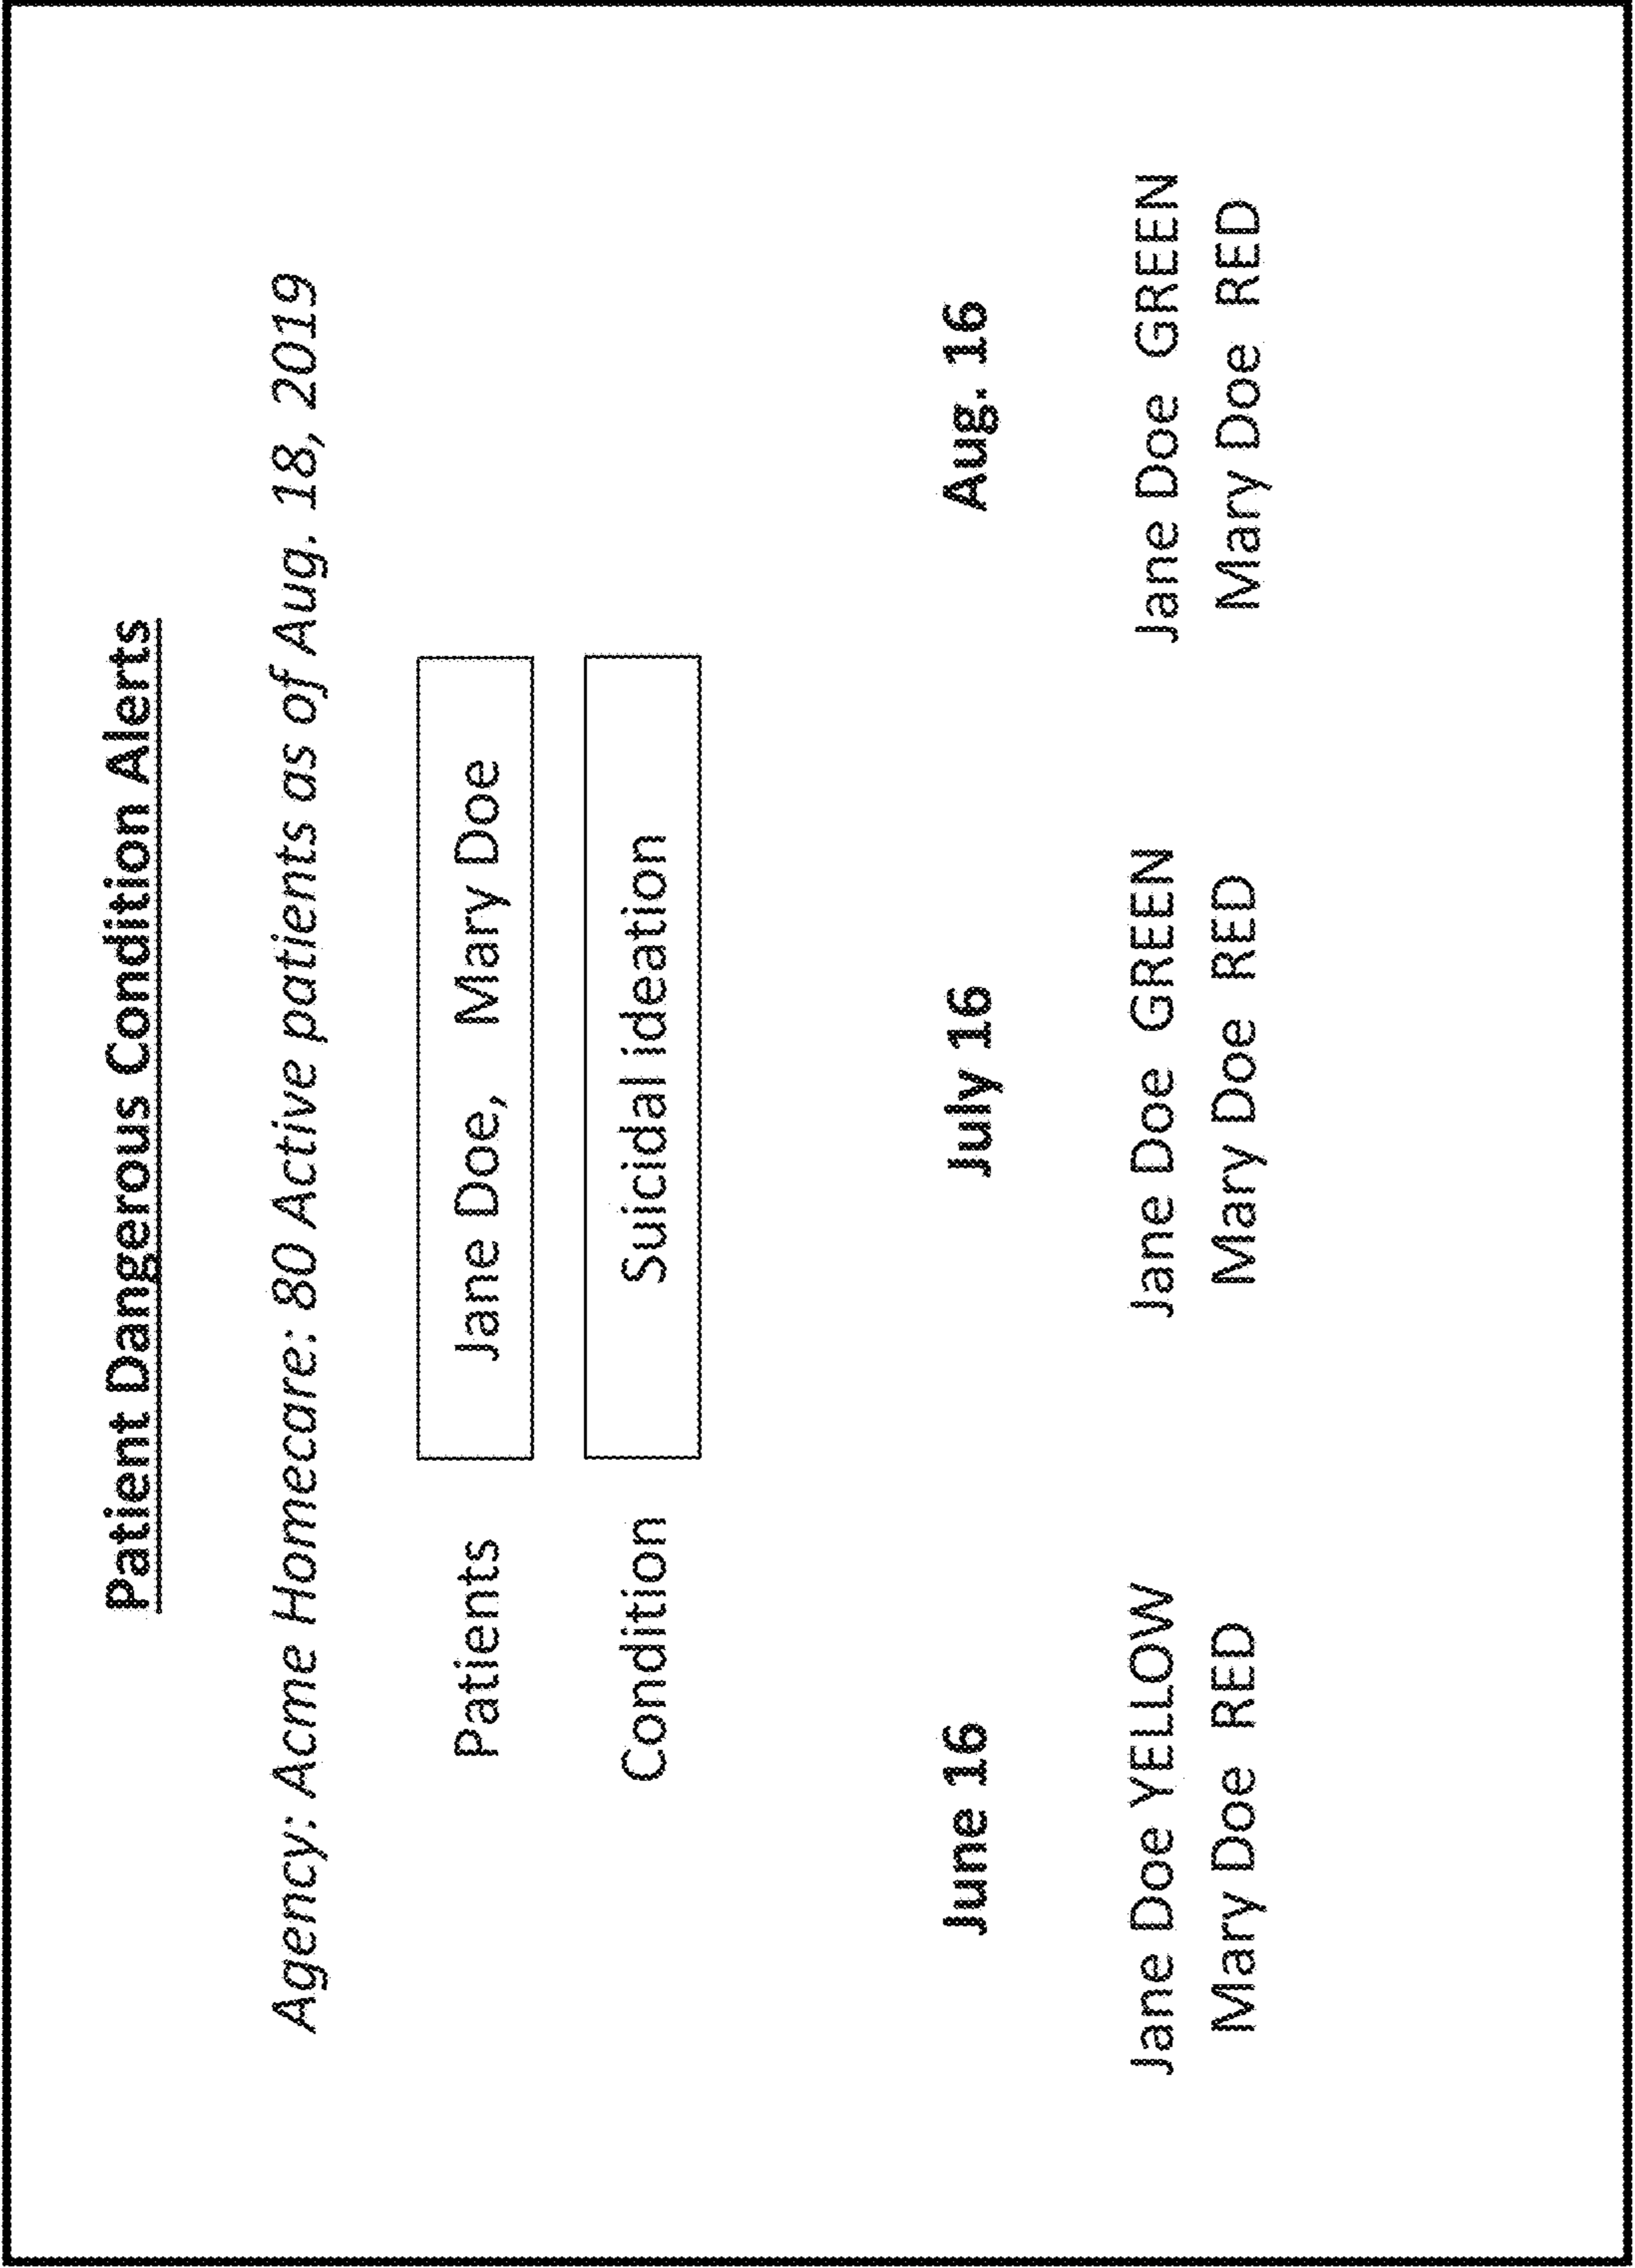 Patient Dangerous Condition Alerts
Agency: Acme Homecare: 80 Active patients as of Aug. 18, 2019
Patients Jane Doe, Mary Doe
Condition Suicidal ideation
June 16 July 16 Aug. 16
Jane Doe YELLOW Jane Doe GREEN Jane Doe GREEN
Mary Doe RED Mary Doe RED Mary Doe RED